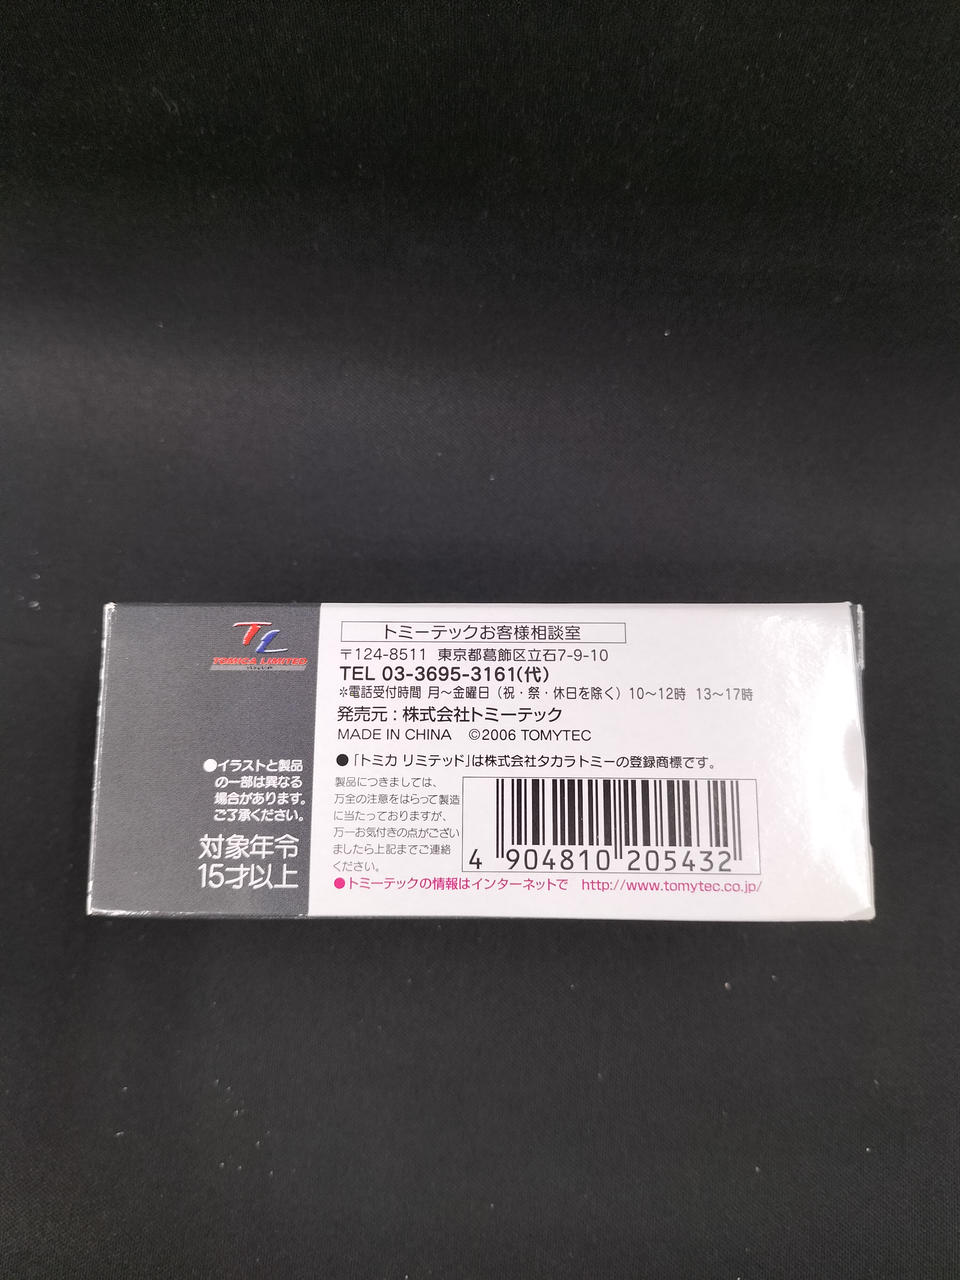 TL
TOMICA LIMITED
●イラストと製品
の一部は異なる
場合があります。
ご了承ください。
対象年令
15才以上
トミーテックお客様相談室
〒124-8511 東京都葛飾区立石7-9-10
TEL 03-3695-3161(代)
*電話受付時間 月～金曜日（祝・祭・休日を除く）10～12時 13～17時
発売元：株式会社トミーテック
MADE IN CHINA ©2006 TOMYTEC
●「トミカ リミテッド」は株式会社タカラトミーの登録商標です。
製品につきましては、
万全の注意をはらって製造
に当たっておりますが、
万一お気付きの点がござい
ましたら上記までご連絡
ください。
4 904810 205432
●トミーテックの情報はインターネットで http://www.tomytec.co.jp/